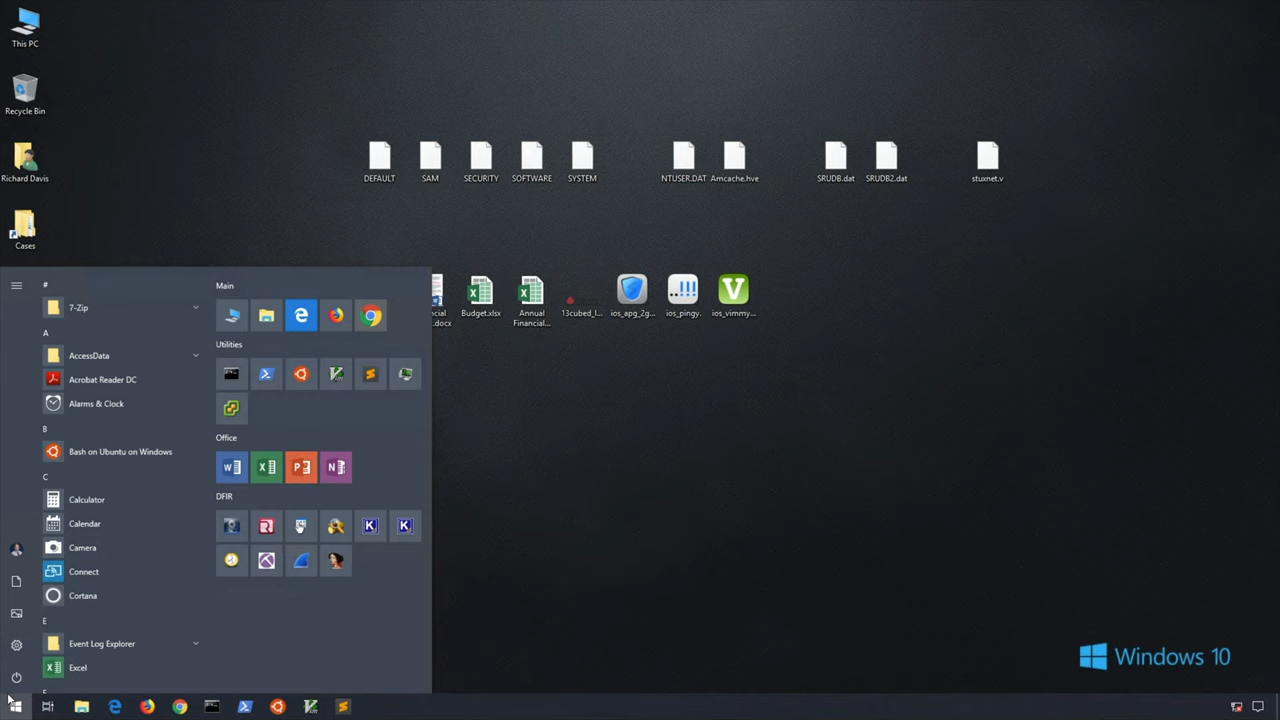 This PC
Recycle Bin
Richard Davis
Cases
DEFAULT
SAM
SECURITY
SOFTWARE
SYSTEM
NTUSER.DAT
Amcache.hve
SRUDB.dat
SRUDB2.dat
stuxnet.v
ncial
.docx
Budget.xlsx
Annual
Financial...
13cubed_l...
ios_apg_2g...
ios_pingy.
ios_vimmy...
#
7-Zip
A
AccessData
Acrobat Reader DC
Alarms & Clock
B
Bash on Ubuntu on Windows
C
Calculator
Calendar
Camera
Connect
Cortana
E
Event Log Explorer
Excel
Main
Utilities
Office
DFIR
Windows 10